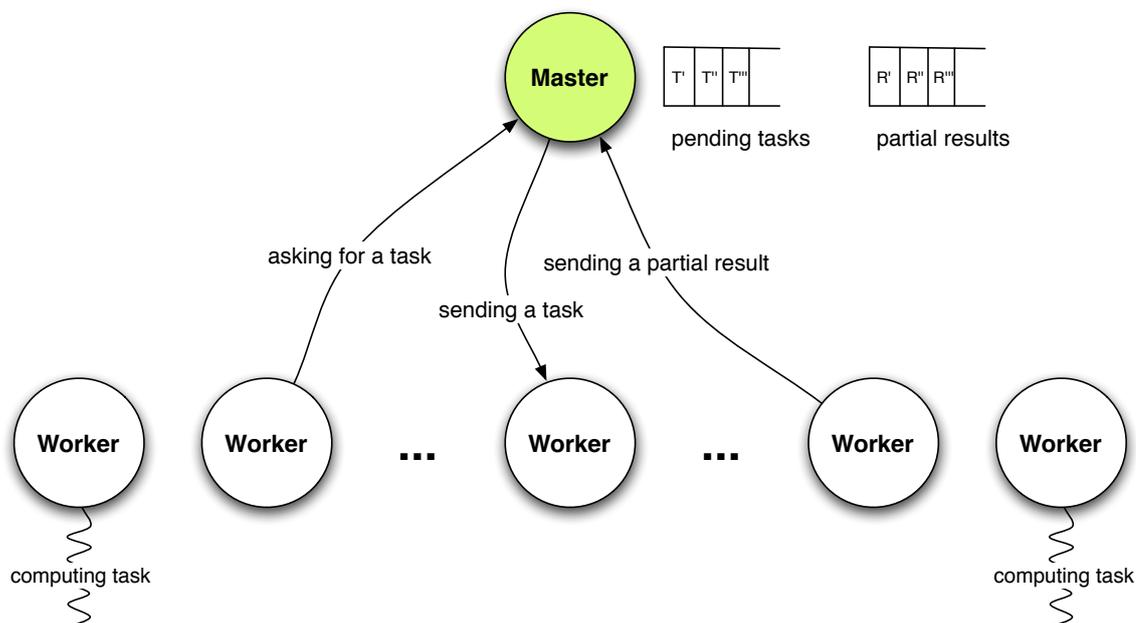 Master
T' T'' T'''
R' R'' R'''
pending tasks
partial results
asking for a task
sending a partial result
sending a task
Worker
Worker
...
Worker
...
Worker
Worker
computing task
computing task